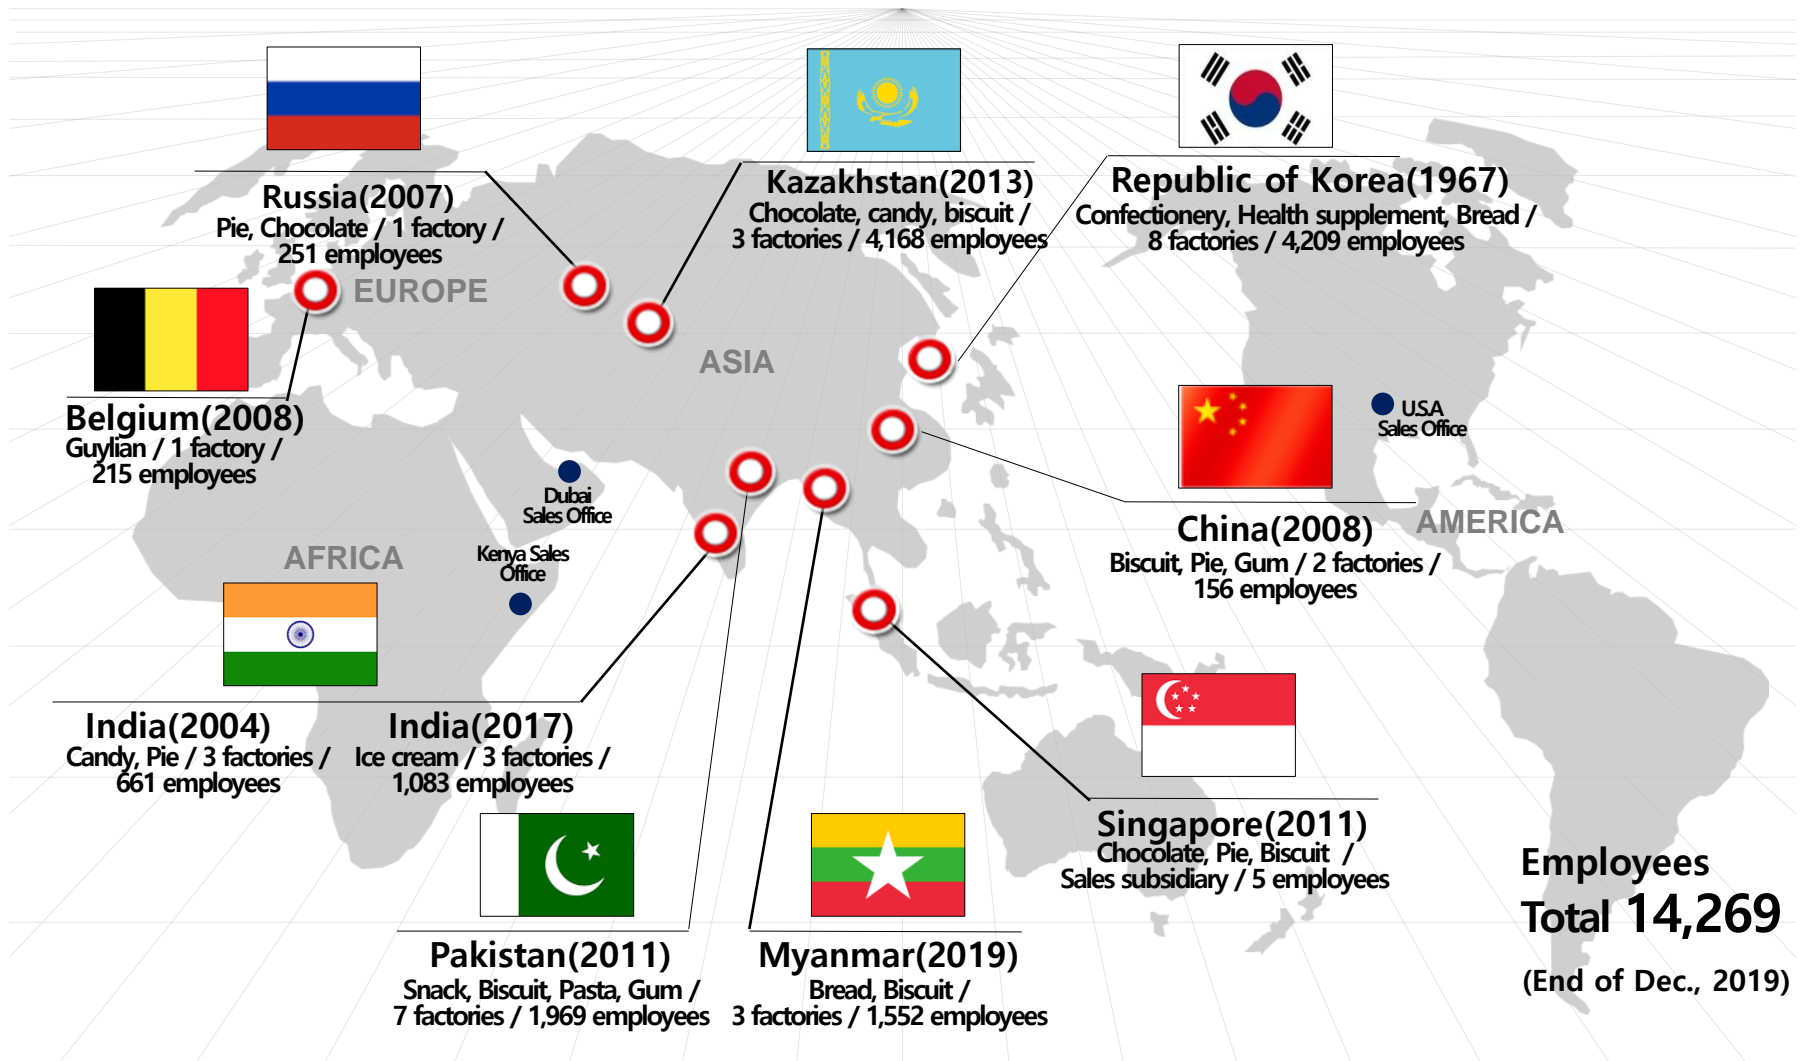 Russia(2007)
Pie, Chocolate / 1 factory /
251 employees
Kazakhstan(2013)
Chocolate, candy, biscuit /
3 factories / 4,168 employees
Republic of Korea(1967)
Confectionery, Health supplement, Bread /
8 factories / 4,209 employees
EUROPE
ASIA
Belgium(2008)
Guylian / 1 factory /
215 employees
U.S.A
Sales Office
Dubai
Sales Office
China(2008)
Biscuit, Pie, Gum / 2 factories /
156 employees
AMERICA
AFRICA
Kenya Sales
Office
India(2004)
Candy, Pie / 3 factories /
661 employees
India(2017)
Ice cream / 3 factories /
1,083 employees
Singapore(2011)
Chocolate, Pie, Biscuit /
Sales subsidiary / 5 employees
Pakistan(2011)
Snack, Biscuit, Pasta, Gum /
7 factories / 1,969 employees
Myanmar(2019)
Bread, Biscuit /
3 factories / 1,552 employees
Employees
Total 14,269
(End of Dec., 2019)